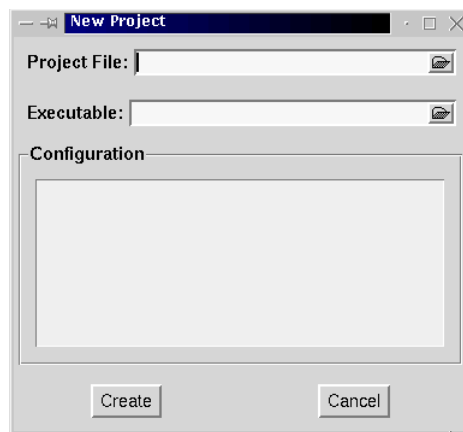 New Project
Project File:
Executable:
Configuration
Create
Cancel